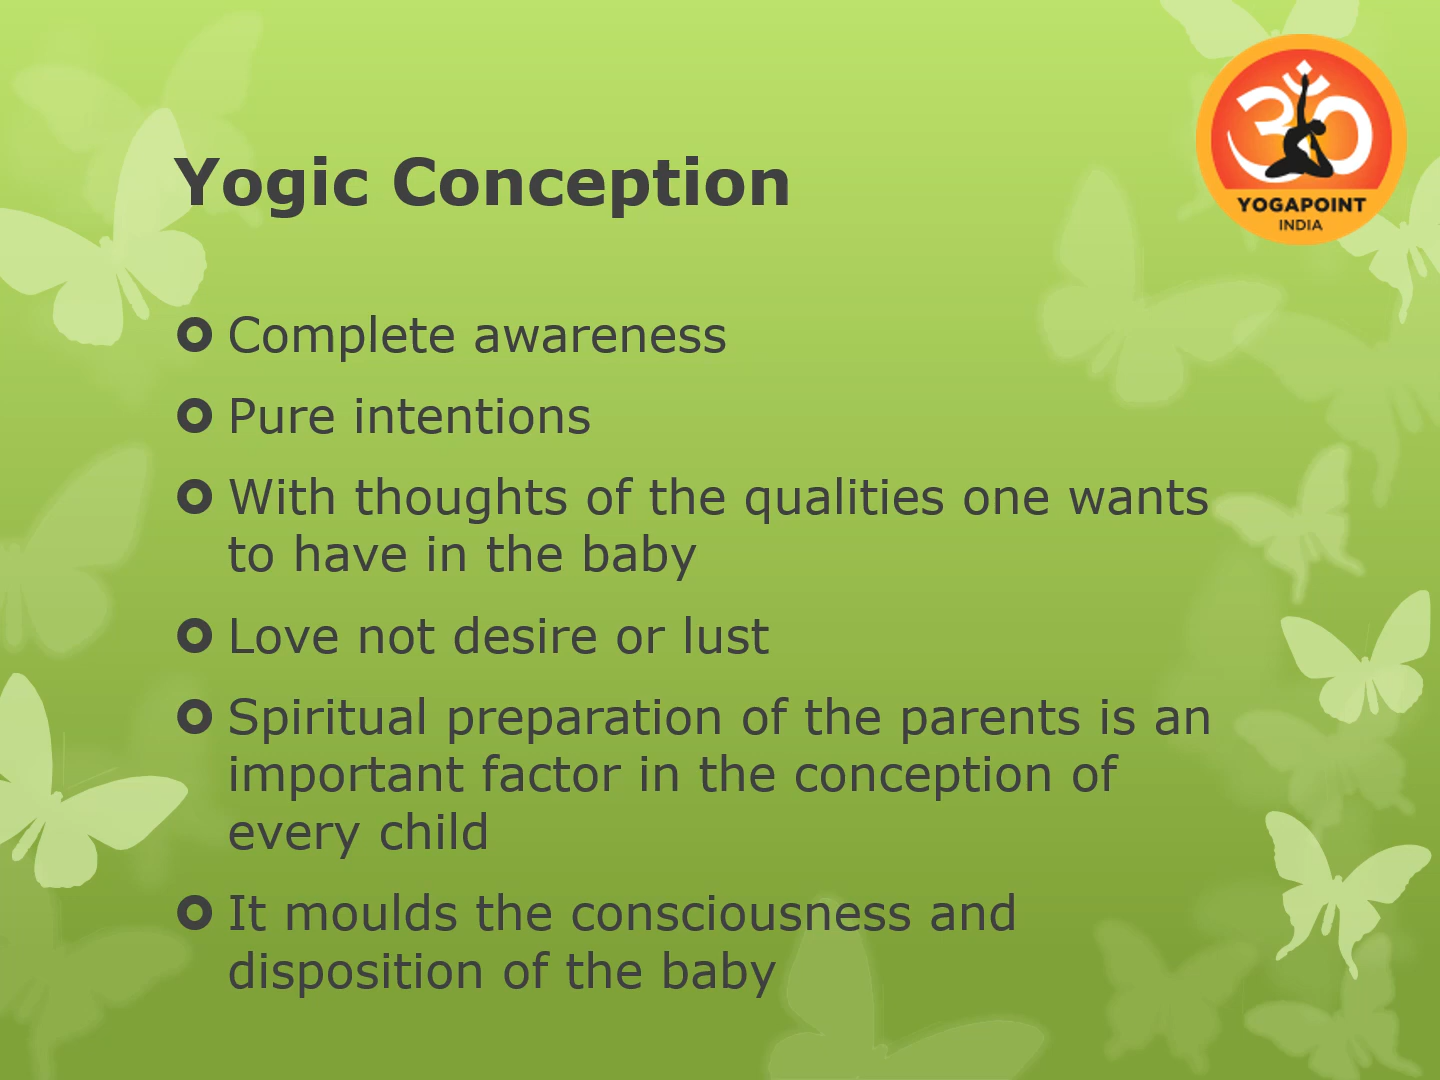 YOGAPOINT
INDIA
Yogic Conception
Complete awareness
Pure intentions
With thoughts of the qualities one wants
to have in the baby
Love not desire or lust
Spiritual preparation of the parents is an
important factor in the conception of
every child
It moulds the consciousness and
disposition of the baby